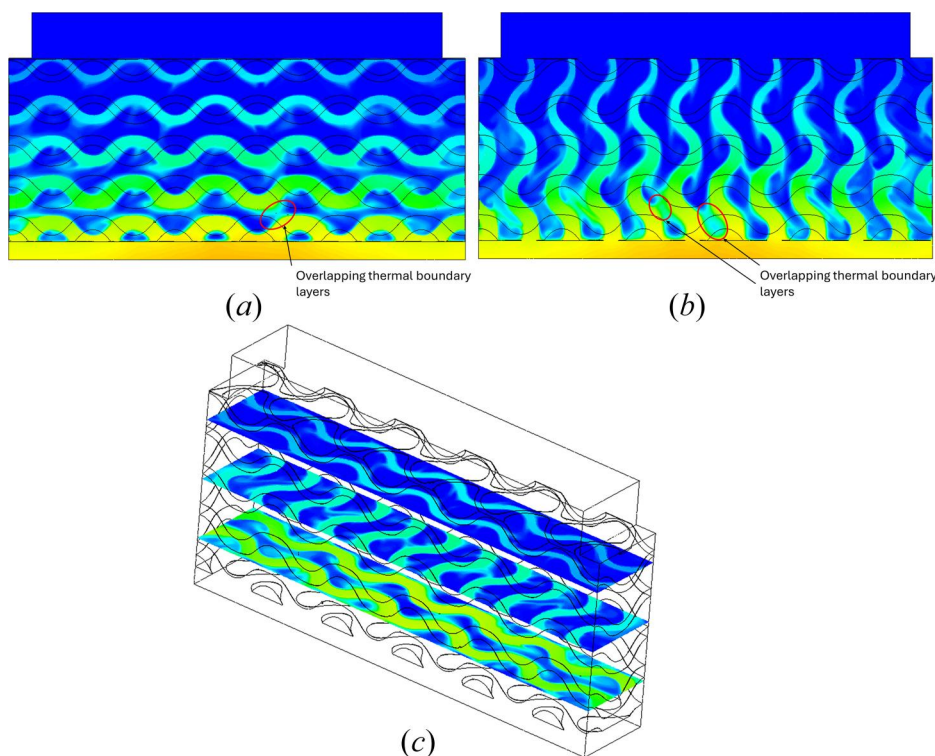 Overlapping thermal boundary
layers
Overlapping thermal boundary
layers
(a)
(b)
(c)